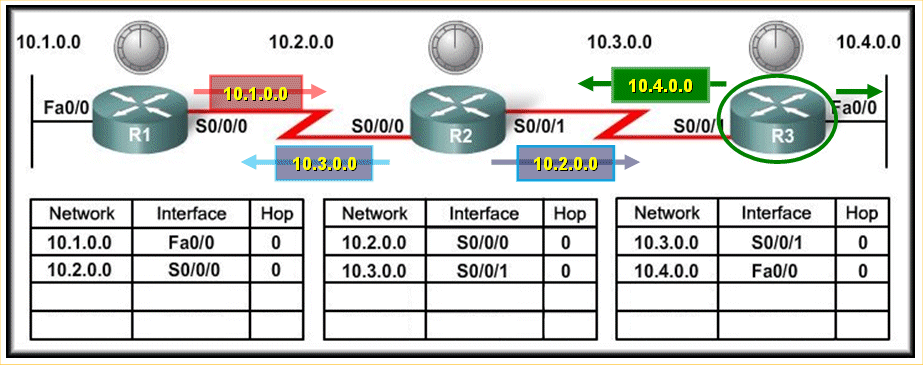 10.1.0.0 10.2.0.0 10.3.0.0 10.4.0.0
10.4.0.0
10.1.0.0
Fa0/0 Fa0/0
R1 R2 R3
S0/0/0 S0/0/0 S0/0/1 S0/0/1
10.3.0.0 10.2.0.0
Network Interface Hop Network Interface Hop Network Interface Hop
10.1.0.0 Fa0/0 0 10.2.0.0 S0/0/0 0 10.3.0.0 S0/0/1 0
10.2.0.0 S0/0/0 0 10.3.0.0 S0/0/1 0 10.4.0.0 Fa0/0 0